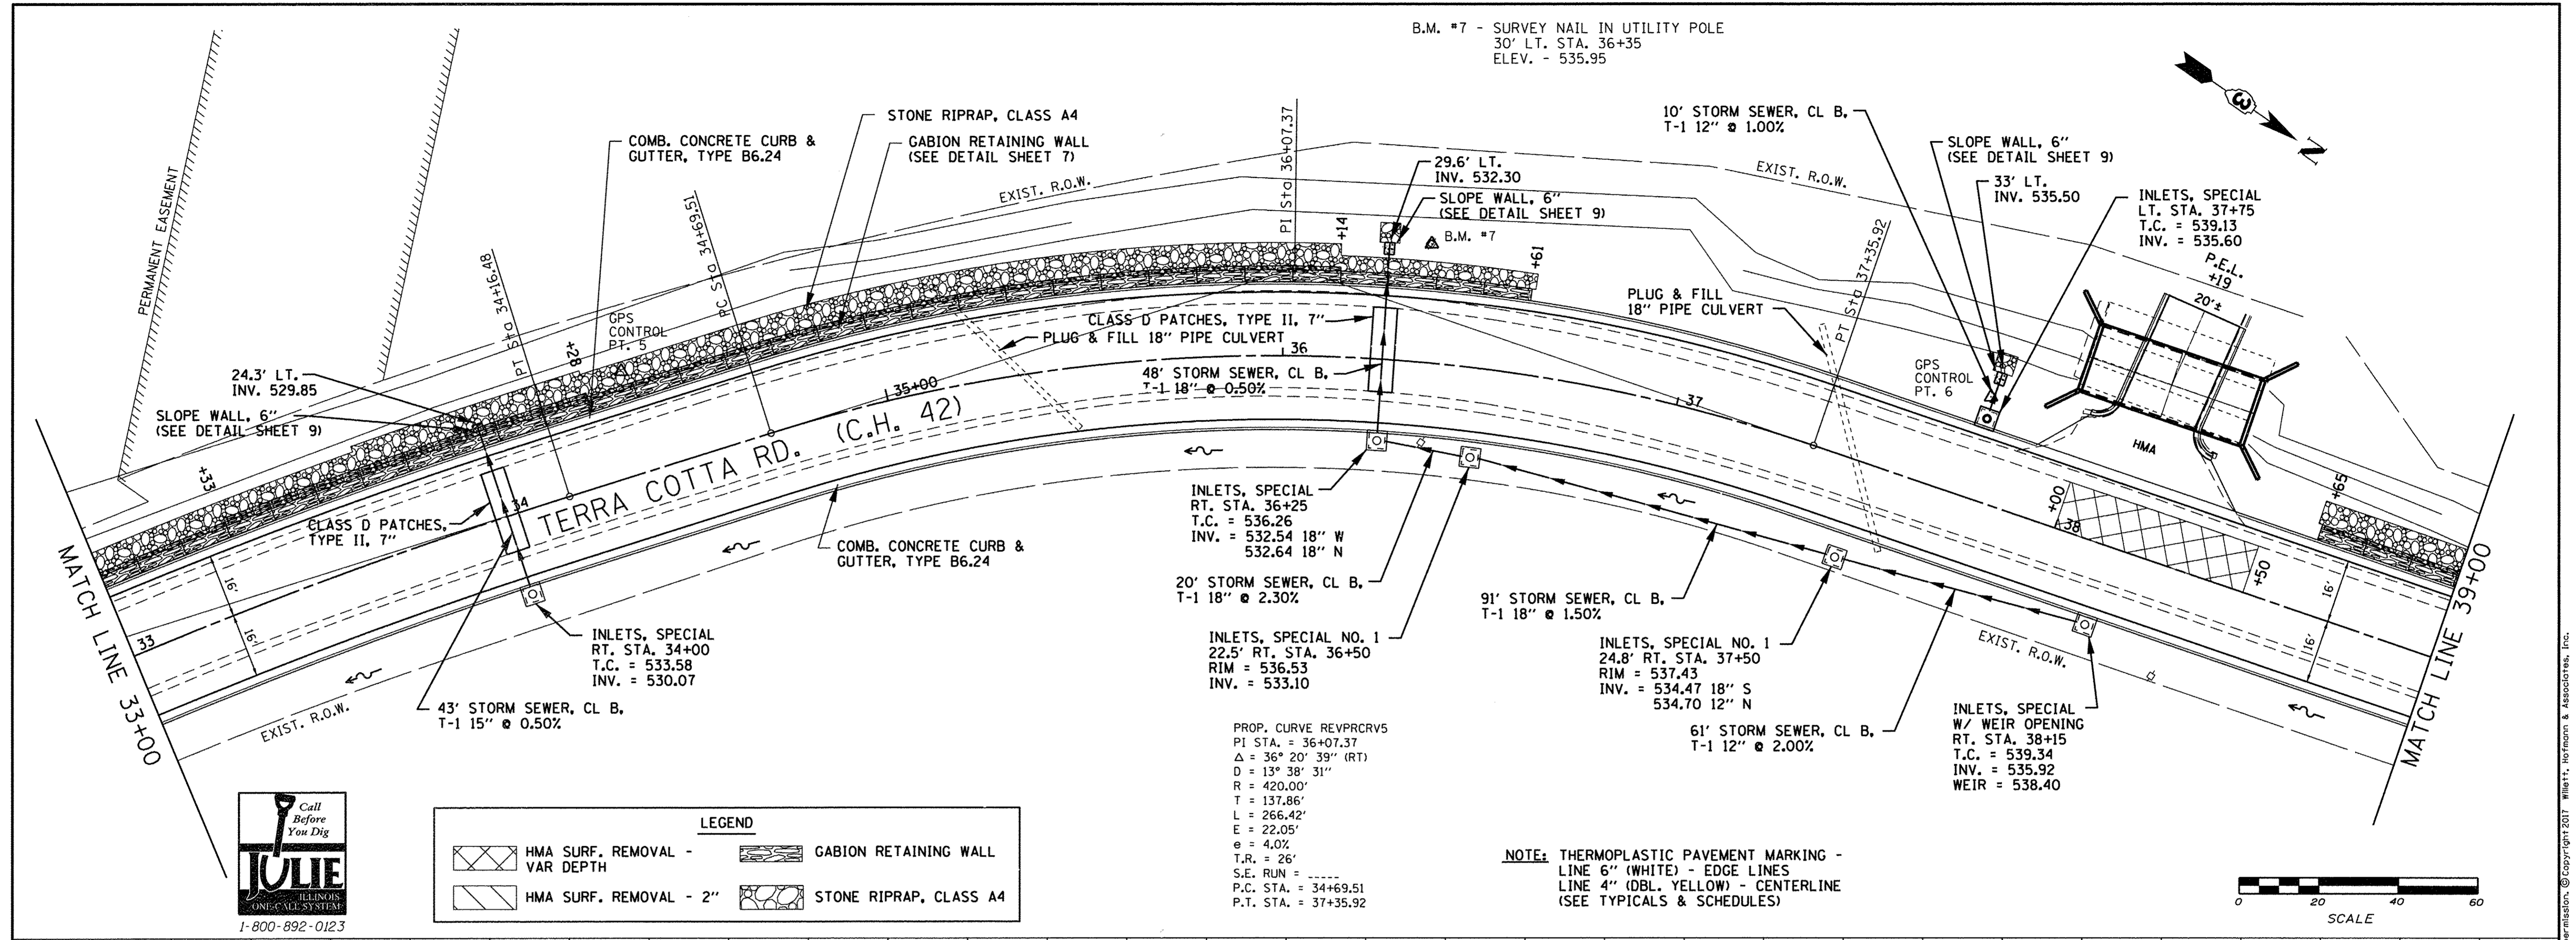 B.M. #7 - SURVEY NAIL IN UTILITY POLE
30' LT. STA. 36+35
ELEV. - 535.95
STONE RIPRAP, CLASS A4
GABION RETAINING WALL
(SEE DETAIL SHEET 7)
COMB. CONCRETE CURB &
GUTTER, TYPE B6.24
PERMANENT EASEMENT
PT Sta 34+16.48
PC Sta 34+69.51
PI Sta 36+07.37
PT Sta 37+35.92
EXIST. R.O.W.
29.6' LT.
INV. 532.30
SLOPE WALL, 6"
(SEE DETAIL SHEET 9)
B.M. #7
+14
+61
10' STORM SEWER, CL B,
T-1 12" @ 1.00%
EXIST. R.O.W.
SLOPE WALL, 6"
(SEE DETAIL SHEET 9)
33' LT.
INV. 535.50
INLETS, SPECIAL
LT. STA. 37+75
T.C. = 539.13
INV. = 535.60
P.E.L.
+19
20'±
3
N
PLUG & FILL
18" PIPE CULVERT
GPS
CONTROL
PT. 6
HMA
+65
+00
38
+50
16'
16'
MATCH LINE 39+00
GPS
CONTROL
PT. 5
+28
24.3' LT.
INV. 529.85
SLOPE WALL, 6"
(SEE DETAIL SHEET 9)
+33
CLASS D PATCHES,
TYPE II, 7"
34
TERRA COTTA RD. (C.H. 42)
35+00
CLASS D PATCHES, TYPE II, 7"
PLUG & FILL 18" PIPE CULVERT
36
48' STORM SEWER, CL B,
T-1 18" @ 0.50%
37
MATCH LINE 33+00
33
16'
16'
EXIST. R.O.W.
INLETS, SPECIAL
RT. STA. 34+00
T.C. = 533.58
INV. = 530.07
43' STORM SEWER, CL B,
T-1 15" @ 0.50%
COMB. CONCRETE CURB &
GUTTER, TYPE B6.24
INLETS, SPECIAL
RT. STA. 36+25
T.C. = 536.26
INV. = 532.54 18" W
532.64 18" N
20' STORM SEWER, CL B,
T-1 18" @ 2.30%
INLETS, SPECIAL NO. 1
22.5' RT. STA. 36+50
RIM = 536.53
INV. = 533.10
91' STORM SEWER, CL B,
T-1 18" @ 1.50%
INLETS, SPECIAL NO. 1
24.8' RT. STA. 37+50
RIM = 537.43
INV. = 534.47 18" S
534.70 12" N
61' STORM SEWER, CL B,
T-1 12" @ 2.00%
EXIST. R.O.W.
INLETS, SPECIAL
W/ WEIR OPENING
RT. STA. 38+15
T.C. = 539.34
INV. = 535.92
WEIR = 538.40
PROP. CURVE REVPRCRV5
PI STA. = 36+07.37
Δ = 36° 20' 39" (RT)
D = 13° 38' 31"
R = 420.00'
T = 137.86'
L = 266.42'
E = 22.05'
e = 4.0%
T.R. = 26'
S.E. RUN = _____
P.C. STA. = 34+69.51
P.T. STA. = 37+35.92
Call
Before
You Dig
JULIE
ILLINOIS
ONE-CALL SYSTEM
1-800-892-0123
LEGEND
HMA SURF. REMOVAL -
VAR DEPTH
GABION RETAINING WALL
HMA SURF. REMOVAL - 2"
STONE RIPRAP, CLASS A4
NOTE: THERMOPLASTIC PAVEMENT MARKING -
LINE 6" (WHITE) - EDGE LINES
LINE 4" (DBL. YELLOW) - CENTERLINE
(SEE TYPICALS & SCHEDULES)
0 20 40 60
SCALE
©Copyright 2017 Willett, Hofmann & Associates, Inc.